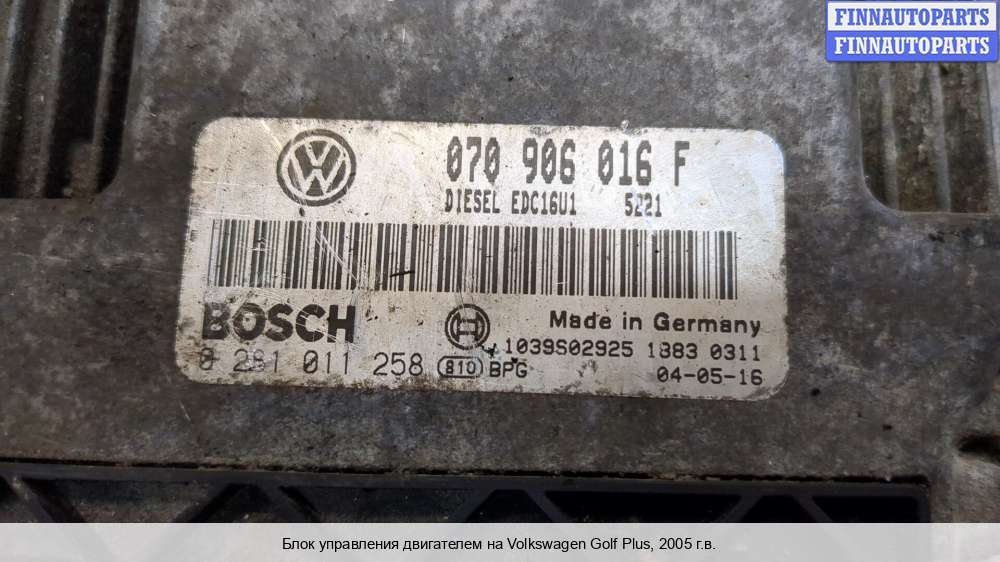 FINNAUTOPARTS
FINNAUTOPARTS
070 906 016 F
DIESEL EDC16U1 5221
BOSCH
Made in Germany
0 281 011 258 810 BPG
1039S02925 1883 0311
04-05-16
Блок управления двигателем на Volkswagen Golf Plus, 2005 г.в.